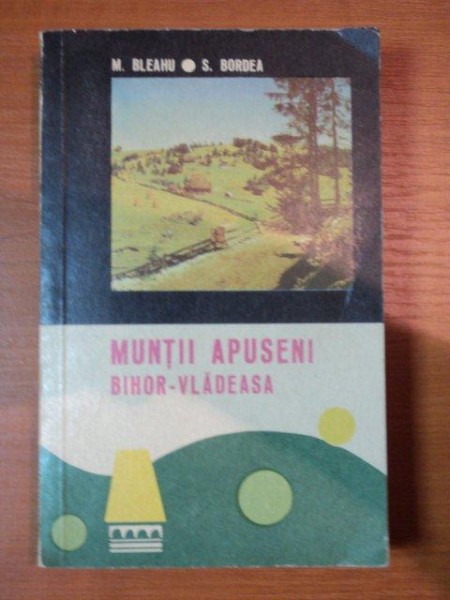 M. BLEAHU ● S. BORDEA
MUNȚII APUSENI
BIHOR-VLĂDEASA